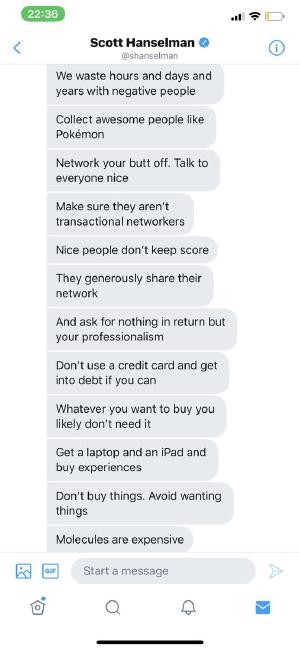 22:36
Scott Hanselman
@shanselman
We waste hours and days and
years with negative people
Collect awesome people like
Pokémon
Network your butt off. Talk to
everyone nice
Make sure they aren't
transactional networkers
Nice people don't keep score
They generously share their
network
And ask for nothing in return but
your professionalism
Don't use a credit card and get
into debt if you can
Whatever you want to buy you
likely don't need it
Get a laptop and an iPad and
buy experiences
Don't buy things. Avoid wanting
things
Molecules are expensive
GIF
Start a message